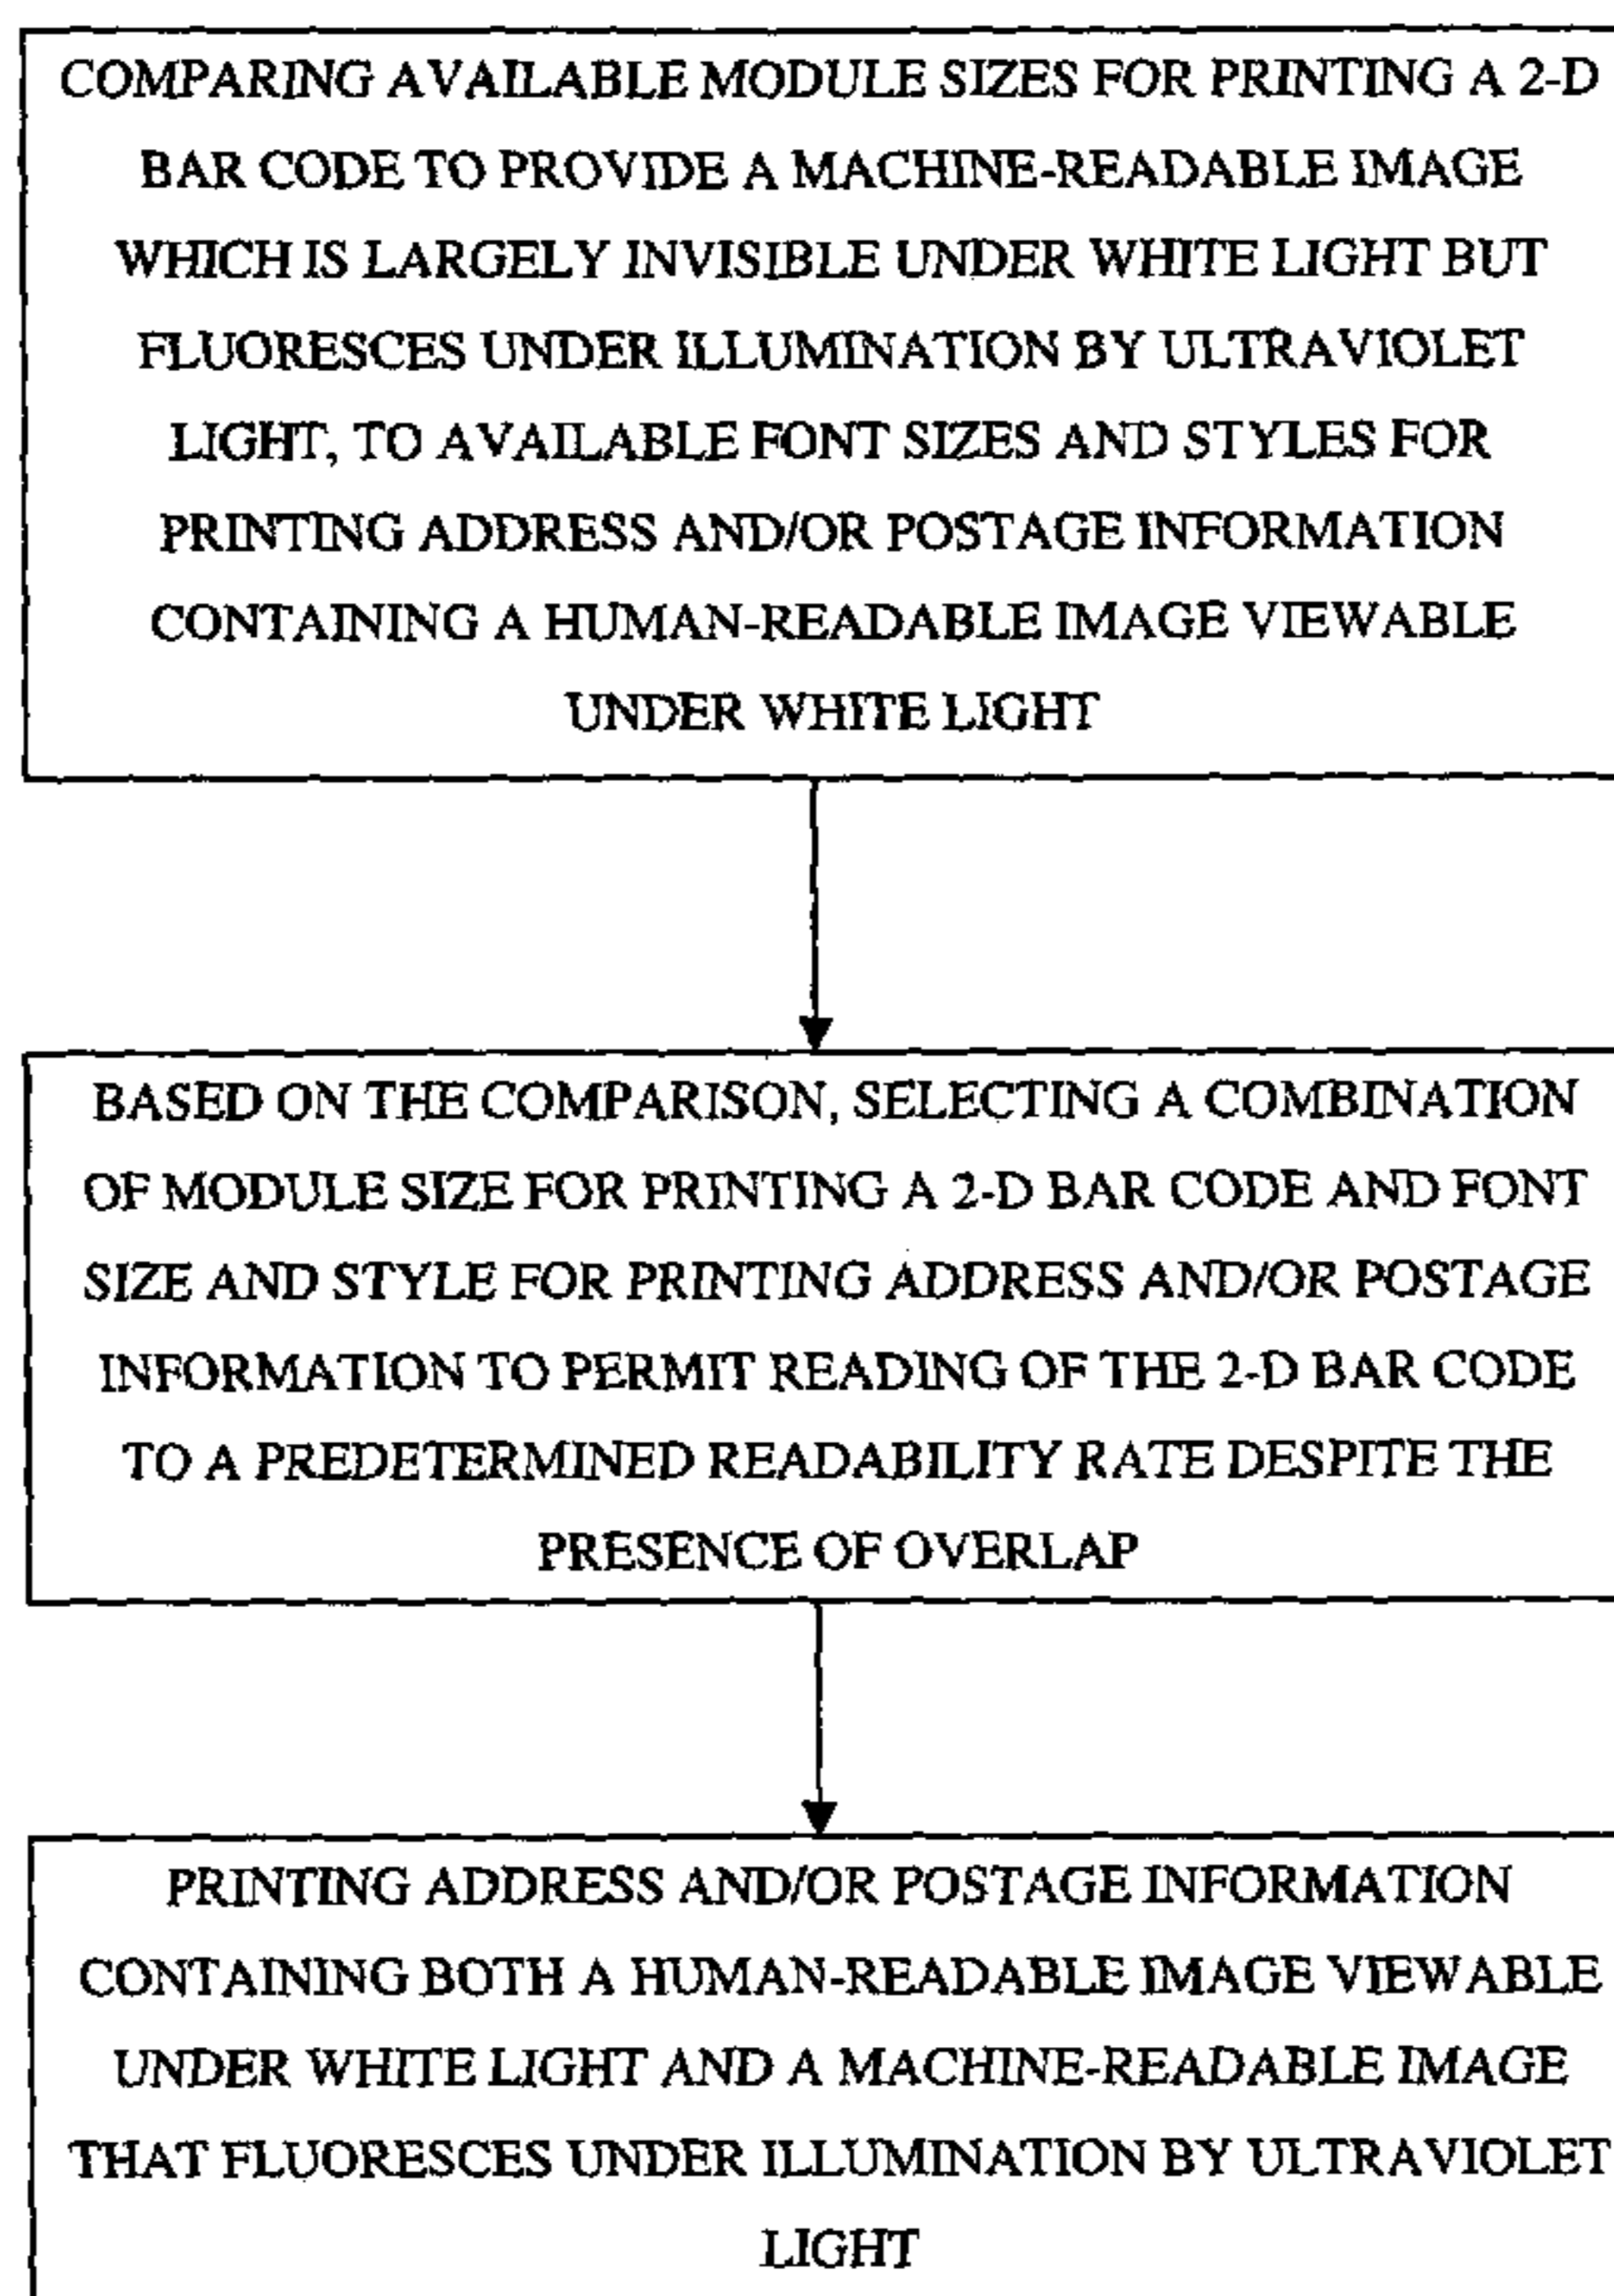 COMPARING AVAILABLE MODULE SIZES FOR PRINTING A 2-D
BAR CODE TO PROVIDE A MACHINE-READABLE IMAGE
WHICH IS LARGELY INVISIBLE UNDER WHITE LIGHT BUT
FLUORESCES UNDER ILLUMINATION BY ULTRAVIOLET
LIGHT, TO AVAILABLE FONT SIZES AND STYLES FOR
PRINTING ADDRESS AND/OR POSTAGE INFORMATION
CONTAINING A HUMAN-READABLE IMAGE VIEWABLE
UNDER WHITE LIGHT
BASED ON THE COMPARISON, SELECTING A COMBINATION
OF MODULE SIZE FOR PRINTING A 2-D BAR CODE AND FONT
SIZE AND STYLE FOR PRINTING ADDRESS AND/OR POSTAGE
INFORMATION TO PERMIT READING OF THE 2-D BAR CODE
TO A PREDETERMINED READABILITY RATE DESPITE THE
PRESENCE OF OVERLAP
PRINTING ADDRESS AND/OR POSTAGE INFORMATION
CONTAINING BOTH A HUMAN-READABLE IMAGE VIEWABLE
UNDER WHITE LIGHT AND A MACHINE-READABLE IMAGE
THAT FLUORESCES UNDER ILLUMINATION BY ULTRAVIOLET
LIGHT